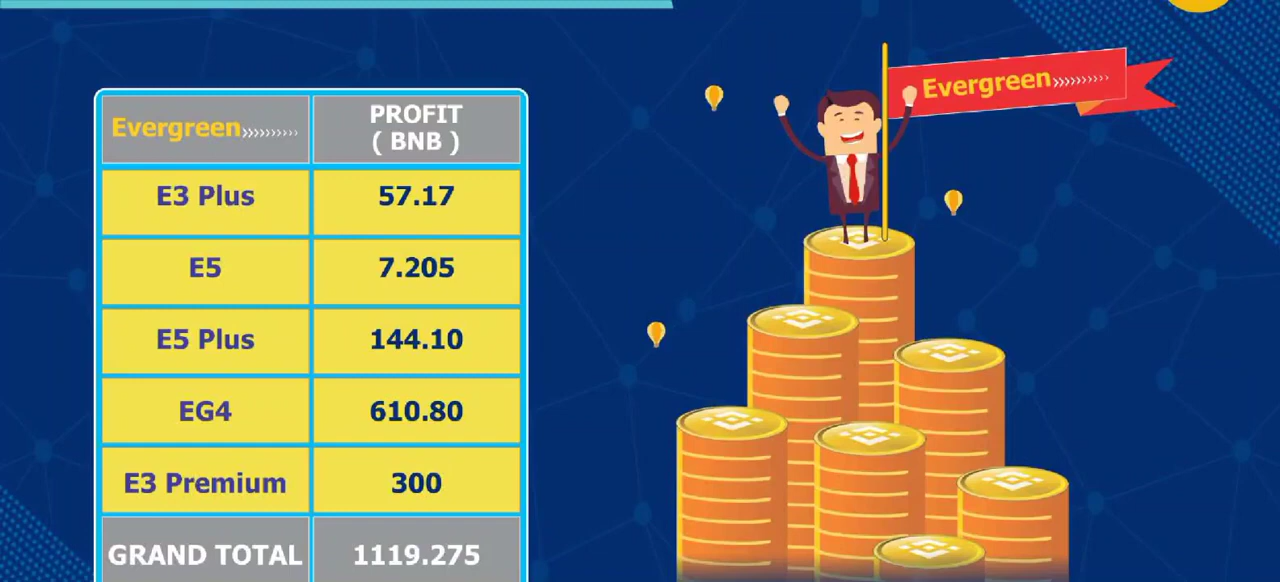 Evergreen
PROFIT
( BNB )
E3 Plus 57.17
E5 7.205
E5 Plus 144.10
EG4 610.80
E3 Premium 300
GRAND TOTAL 1119.275
Evergreen